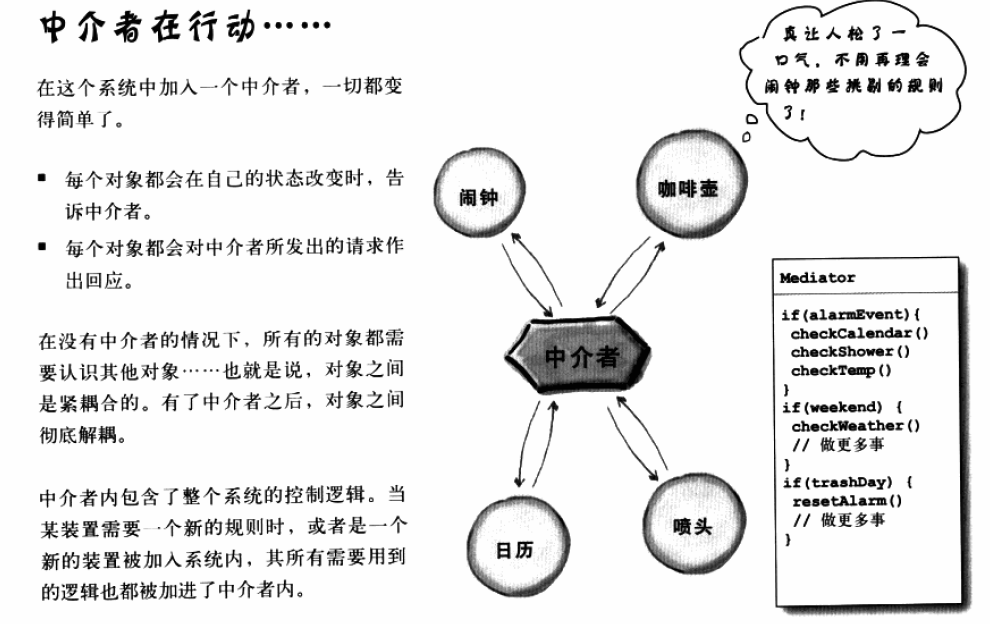 中介者在行动……
在这个系统中加入一个中介者，一切都变
得简单了。
■ 每个对象都会在自己的状态改变时，告
诉中介者。
■ 每个对象都会对中介者所发出的请求作
出回应。
在没有中介者的情况下，所有的对象都需
要认识其他对象……也就是说，对象之间
是紧耦合的。有了中介者之后，对象之间
彻底解耦。
中介者内包含了整个系统的控制逻辑。当
某装置需要一个新的规则时，或者是一个
新的装置被加入系统内，其所有需要用到
的逻辑也都被加进了中介者内。
真让人松了一
口气，不用再理会
闹钟那些挑剔的规则
了！
闹钟
咖啡壶
中介者
日历
喷头
Mediator
if(alarmEvent){
checkCalendar()
checkShower()
checkTemp()
}
if(weekend) {
checkWeather()
// 做更多事
}
if(trashDay) {
resetAlarm()
// 做更多事
}